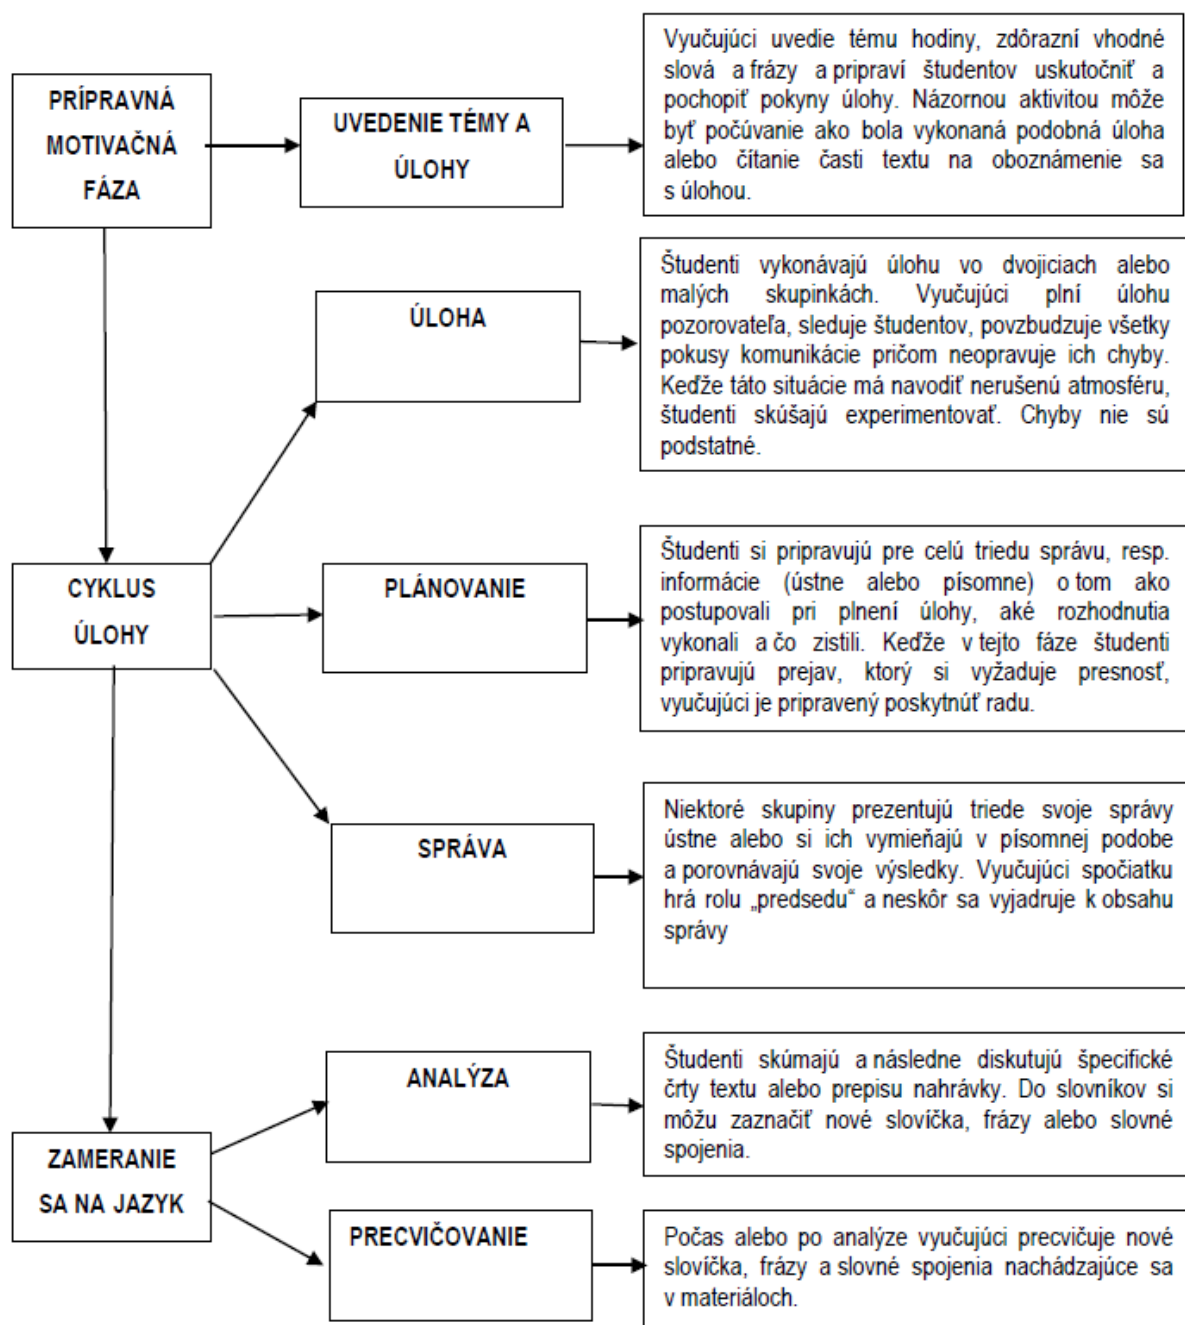 PRÍPRAVNÁ
MOTIVAČNÁ
FÁZA
UVEDENIE TÉMY A
ÚLOHY
Vyučujúci uvedie tému hodiny, zdôrazní vhodné
slová a frázy a pripraví študentov uskutočniť a
pochopiť pokyny úlohy. Názornou aktivitou môže
byť počúvanie ako bola vykonaná podobná úloha
alebo čítanie časti textu na oboznámenie sa
s úlohou.
ÚLOHA
Študenti vykonávajú úlohu vo dvojiciach alebo
malých skupinkách. Vyučujúci plní úlohu
pozorovateľa, sleduje študentov, povzbudzuje všetky
pokusy komunikácie pričom neopravuje ich chyby.
Keďže táto situácie má navodiť nerušenú atmosféru,
študenti skúšajú experimentovať. Chyby nie sú
podstatné.
CYKLUS
ÚLOHY
PLÁNOVANIE
Študenti si pripravujú pre celú triedu správu, resp.
informácie (ústne alebo písomne) o tom ako
postupovali pri plnení úlohy, aké rozhodnutia
vykonali a čo zistili. Keďže v tejto fáze študenti
pripravujú prejav, ktorý si vyžaduje presnosť,
vyučujúci je pripravený poskytnúť radu.
SPRÁVA
Niektoré skupiny prezentujú triede svoje správy
ústne alebo si ich vymieňajú v písomnej podobe
a porovnávajú svoje výsledky. Vyučujúci spočiatku
hrá rolu „predsedu“ a neskôr sa vyjadruje k obsahu
správy
ZAMERANIE
SA NA JAZYK
ANALÝZA
Študenti skúmajú a následne diskutujú špecifické
črty textu alebo prepisu nahrávky. Do slovníkov si
môžu zaznačiť nové slovíčka, frázy alebo slovné
spojenia.
PRECVIČOVANIE
Počas alebo po analýze vyučujúci precvičuje nové
slovíčka, frázy a slovné spojenia nachádzajúce sa
v materiáloch.